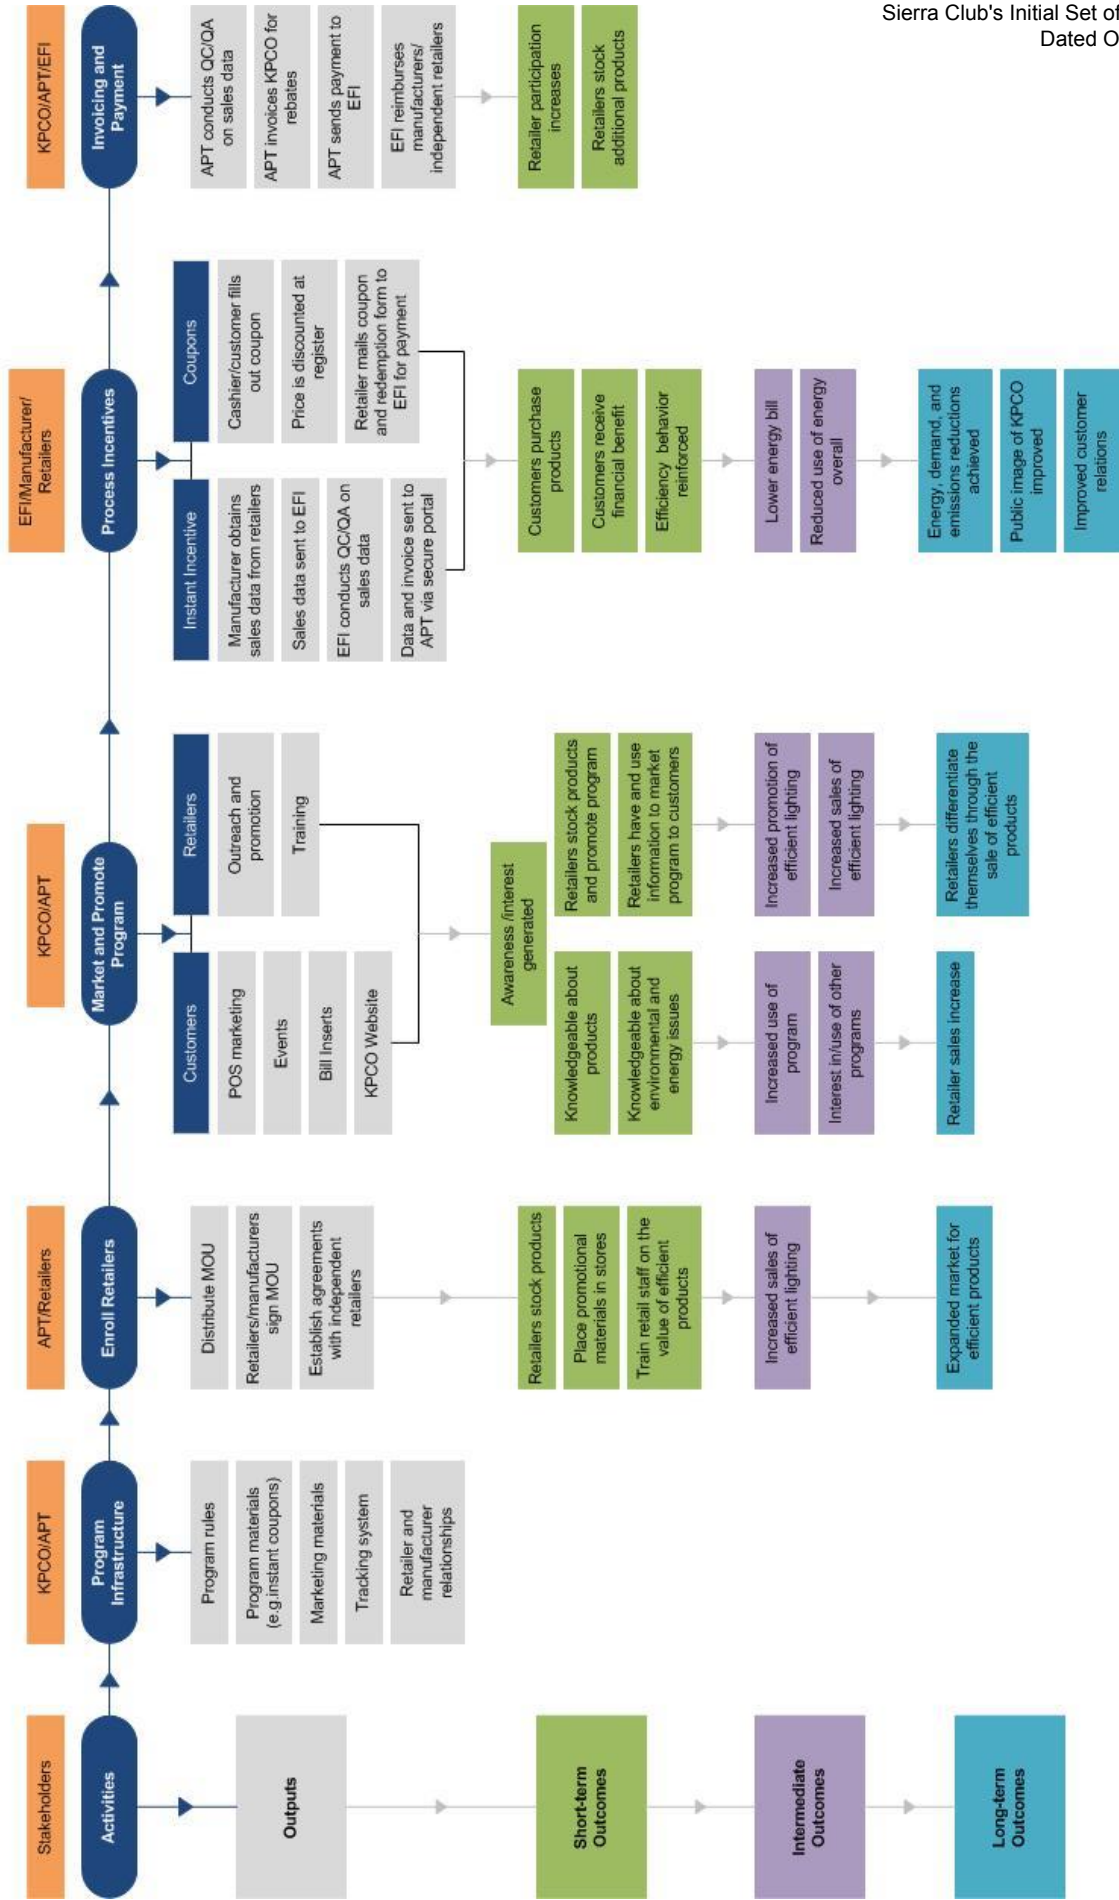 Sierra Club's Initial Set of
Dated O
Stakeholders
Activities
Outputs
Short-term
Outcomes
Intermediate
Outcomes
Long-term
Outcomes
KPCO/APT
Program
Infrastructure
Program rules
Program materials
(e.g.instant coupons)
Marketing materials
Tracking system
Retailer and
manufacturer
relationships
APT/Retailers
Enroll Retailers
Distribute MOU
Retailers/manufacturers
sign MOU
Establish agreements
with independent
retailers
Retailers stock products
Place promotional
materials in stores
Train retail staff on the
value of efficient
products
Increased sales of
efficient lighting
Expanded market for
efficient products
KPCO/APT
Market and Promote
Program
Customers
POS marketing
Events
Bill Inserts
KPCO Website
Retailers
Outreach and
promotion
Training
Awareness /interest
generated
Knowledgeable about
products
Knowledgeable about
environmental and
energy issues
Retailers stock products
and promote program
Retailers have and use
information to market
program to customers
Increased use of
program
Interest in/use of other
programs
Increased promotion of
efficient lighting
Increased sales of
efficient lighting
Retailer sales increase
Retailers differentiate
themselves through the
sale of efficient
products
EFI/Manufacturer/
Retailers
Process Incentives
Instant Incentive
Manufacturer obtains
sales data from retailers
Sales data sent to EFI
EFI conducts QC/QA on
sales data
Data and invoice sent to
APT via secure portal
Coupons
Cashier/customer fills
out coupon
Price is discounted at
register
Retailer mails coupon
and redemption form to
EFI for payment
Customers purchase
products
Customers receive
financial benefit
Efficiency behavior
reinforced
Lower energy bill
Reduced use of energy
overall
Energy, demand, and
emissions reductions
achieved
Public image of KPCO
improved
Improved customer
relations
KPCO/APT/EFI
Invoicing and
Payment
APT conducts QC/QA
on sales data
APT invoices KPCO for
rebates
APT sends payment to
EFI
EFI reimburses
manufacturers/
independent retailers
Retailer participation
increases
Retailers stock
additional products